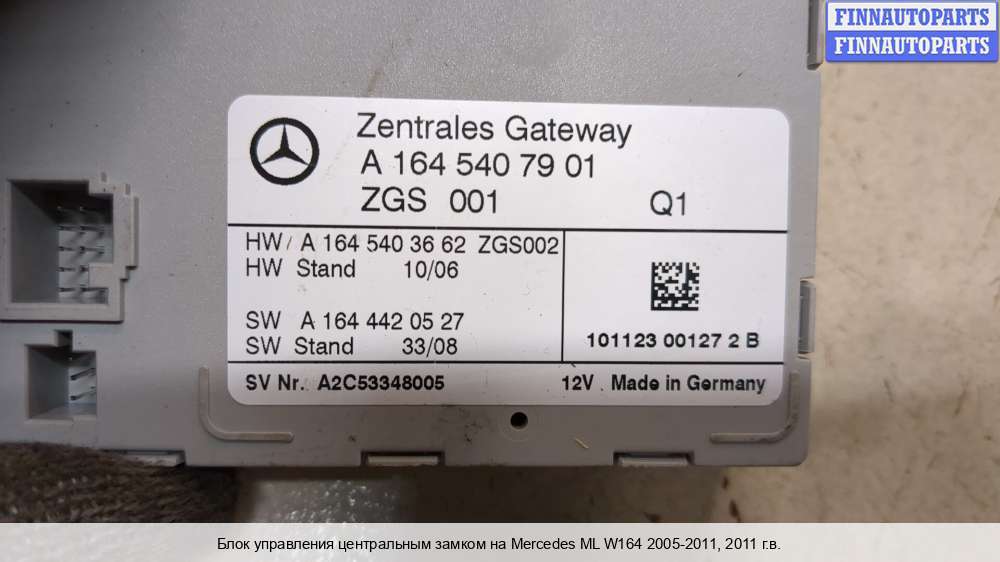 FINNAUTOPARTS
FINNAUTOPARTS
Zentrales Gateway
A 164 540 79 01
ZGS 001 Q1
HW/ A 164 540 36 62 ZGS002
HW Stand 10/06
SW A 164 442 05 27
SW Stand 33/08
101123 00127 2 B
SV Nr. A2C53348005 12V . Made in Germany
Блок управления центральным замком на Mercedes ML W164 2005-2011, 2011 г.в.